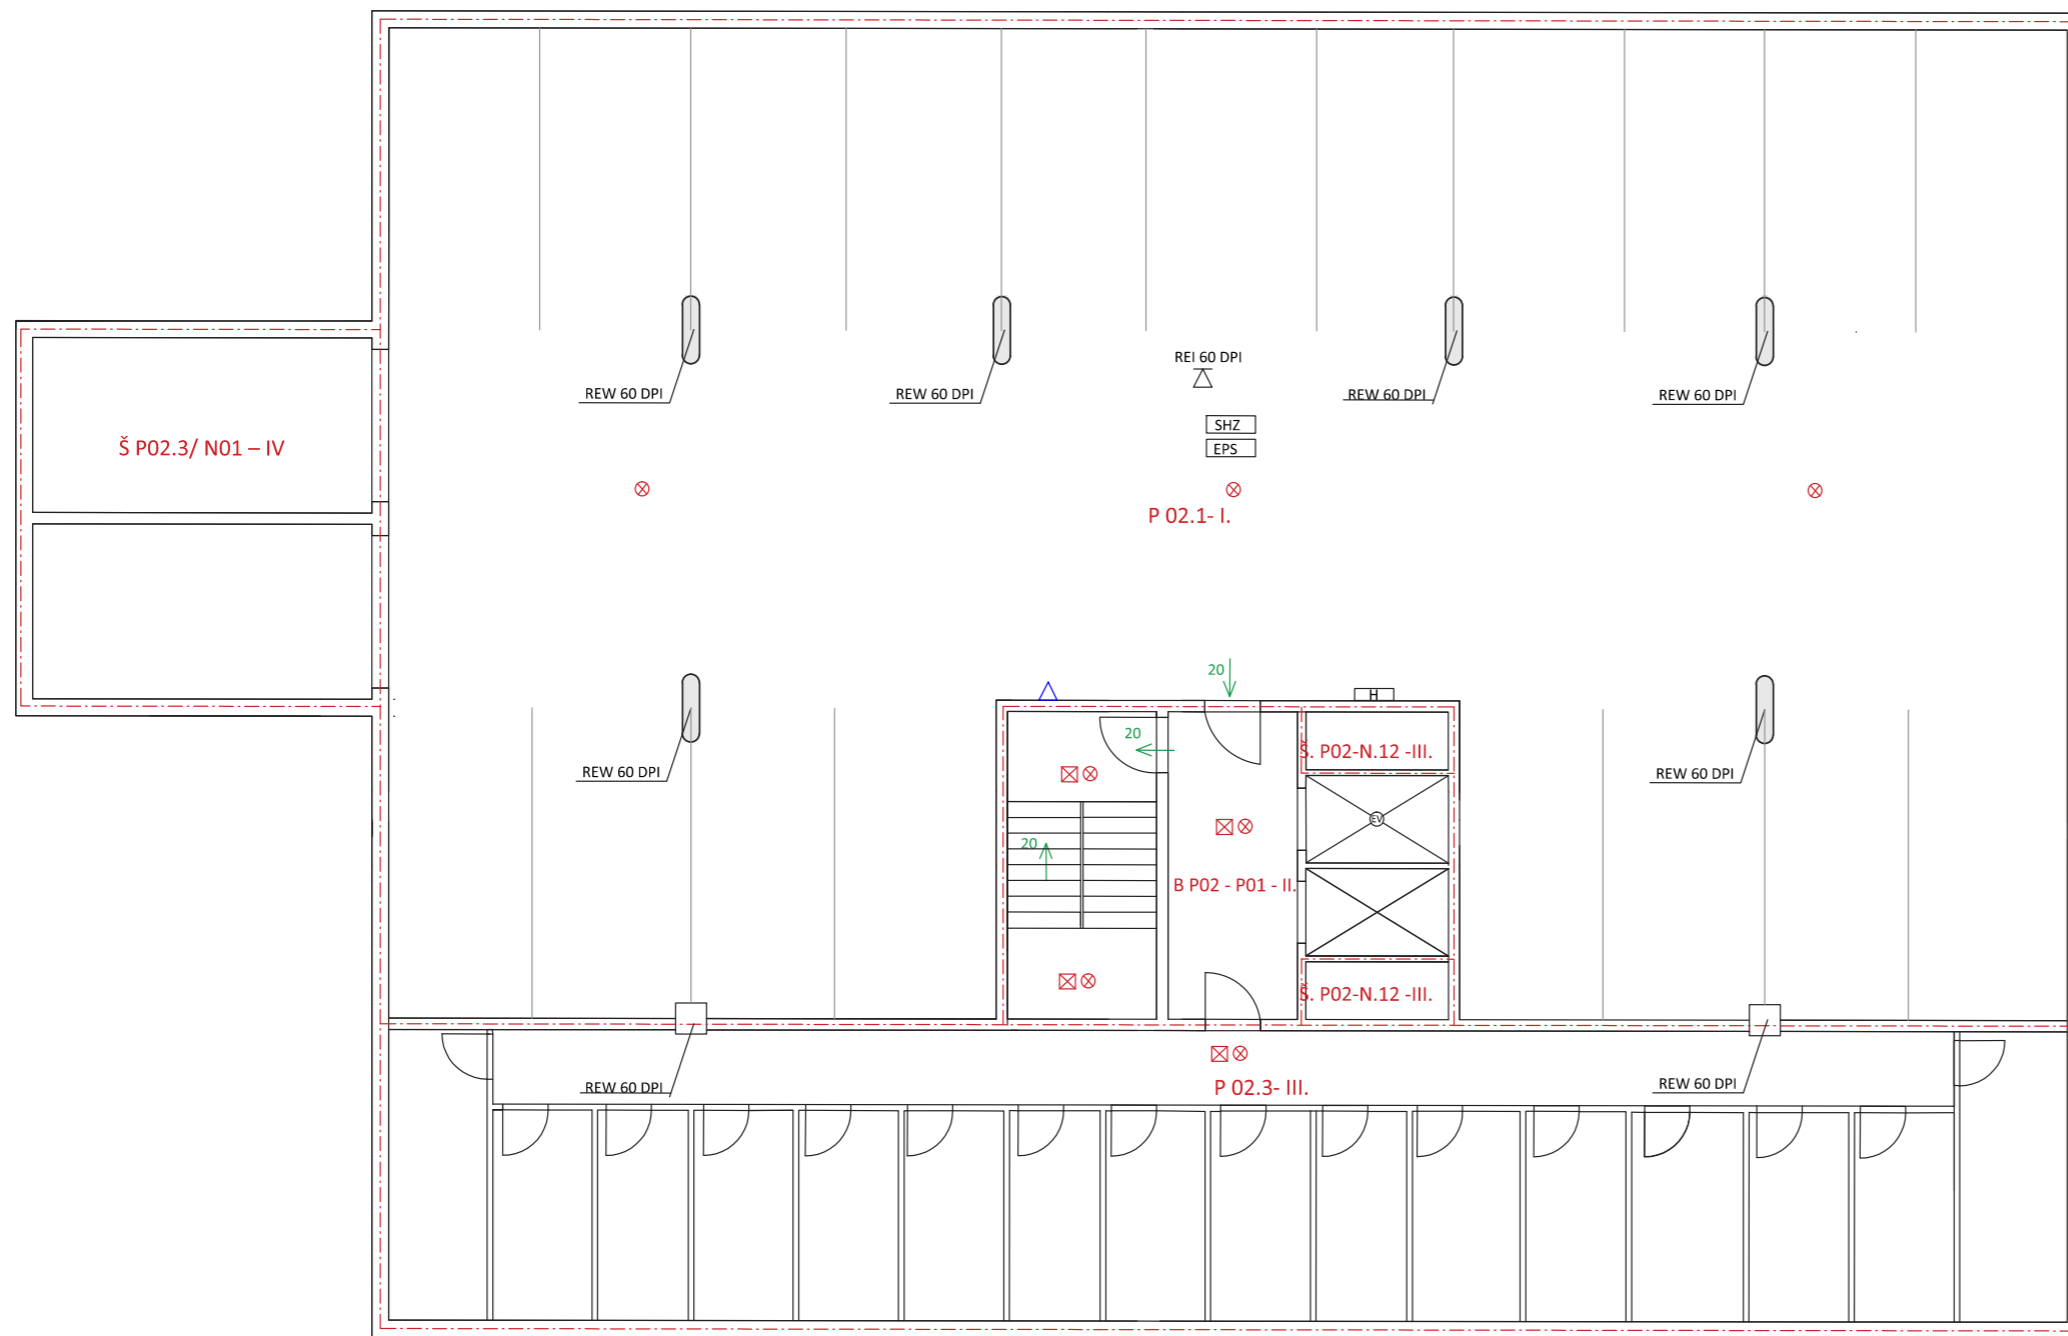 REI 60 DPI
REW 60 DPI
REW 60 DPI
REW 60 DPI
REW 60 DPI
SHZ
EPS
Š P02.3/ N01 – IV
P 02.1- I.
20
H
20
Š. P02-N.12 -III.
REW 60 DPI
REW 60 DPI
EV
20
B P02 - P01 - II.
Š. P02-N.12 -III.
REW 60 DPI
P 02.3- III.
REW 60 DPI